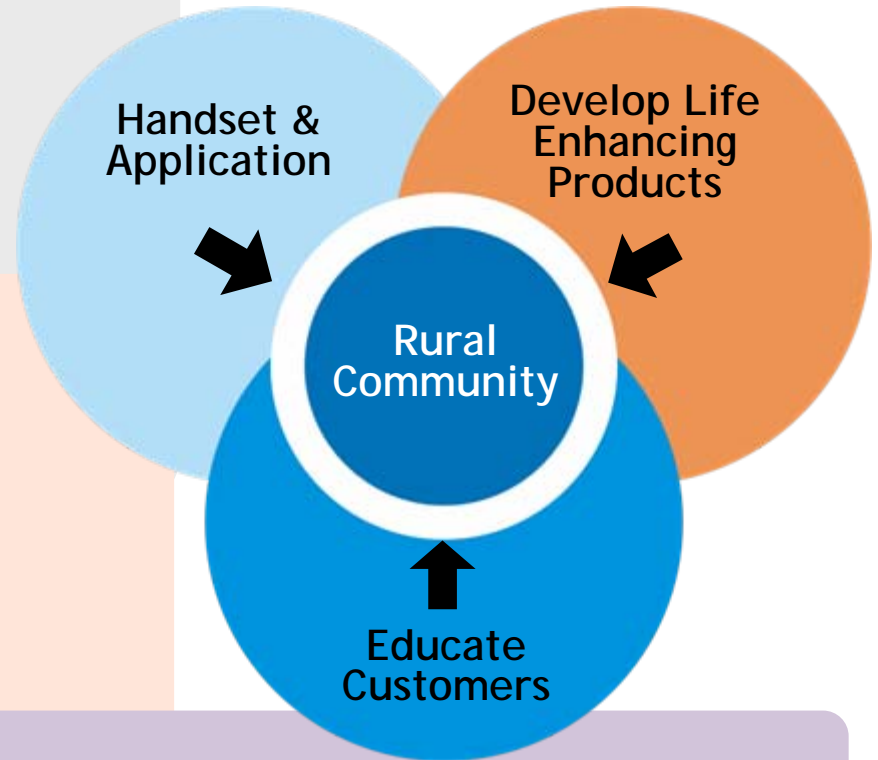 Handset &
Application
Develop Life
Enhancing
Products
Rural
Community
Educate
Customers